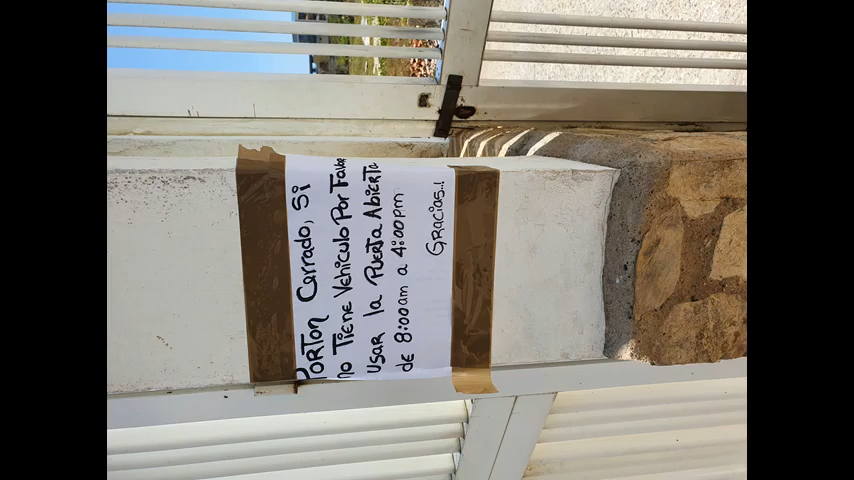 PORTON Cerrado, Si
no Tiene Vehiculo Por Favor
usar la Puerta Abierta
de 8:00am a 4:00pm
Gracias..!